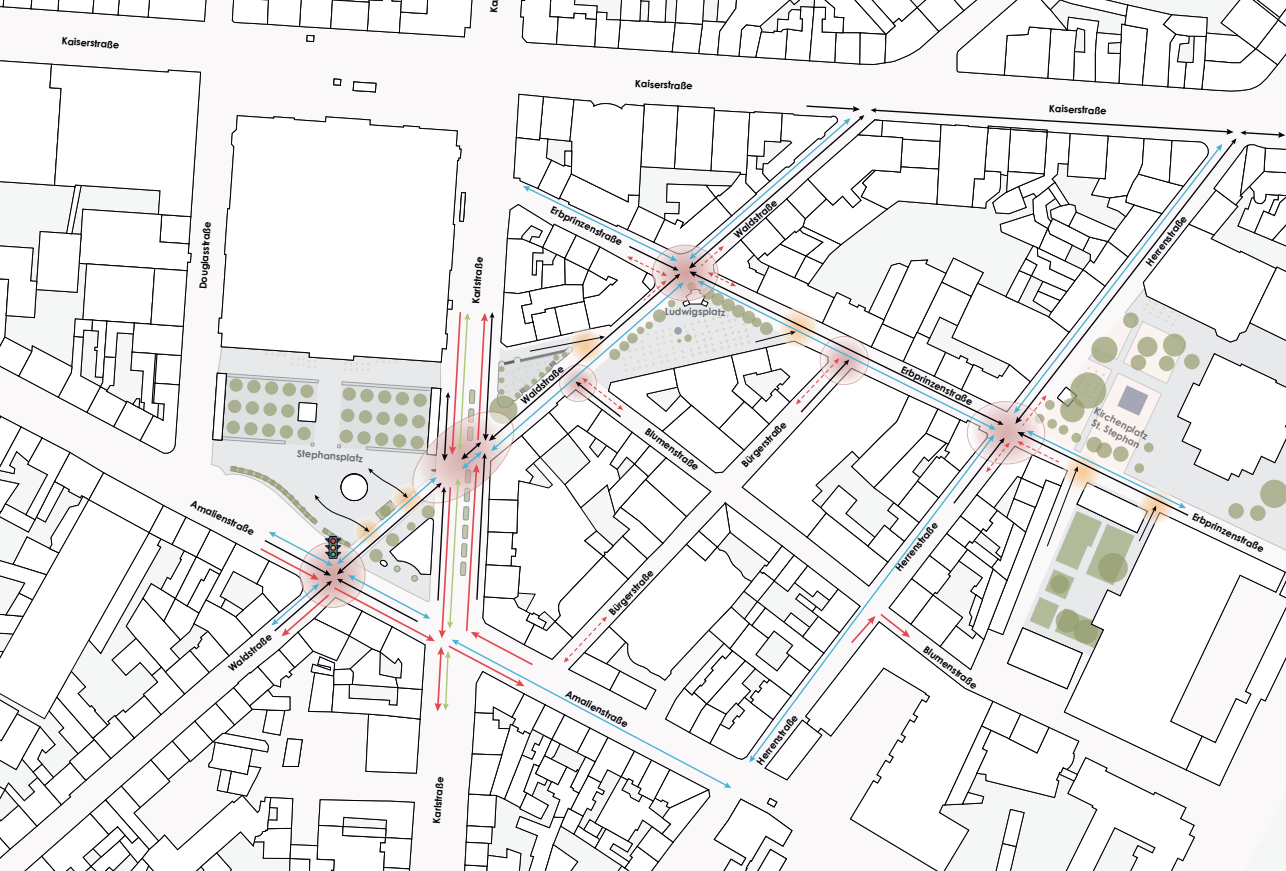 Ka
Kaiserstraße
Kaiserstraße
Kaiserstraße
Erbprinzenstraße
Waldstraße
Herrenstraße
Douglasstraße
Karlstraße
Ludwigsplatz
Waldstraße
Erbprinzenstraße
Kirchenplatz
St. Stephan
Stephansplatz
Blumenstraße
Bürgerstraße
Amalienstraße
Herrenstraße
Erbprinzenstraße
Bürgerstraße
Waldstraße
Blumenstraße
Amalienstraße
Herrenstraße
Karlstraße